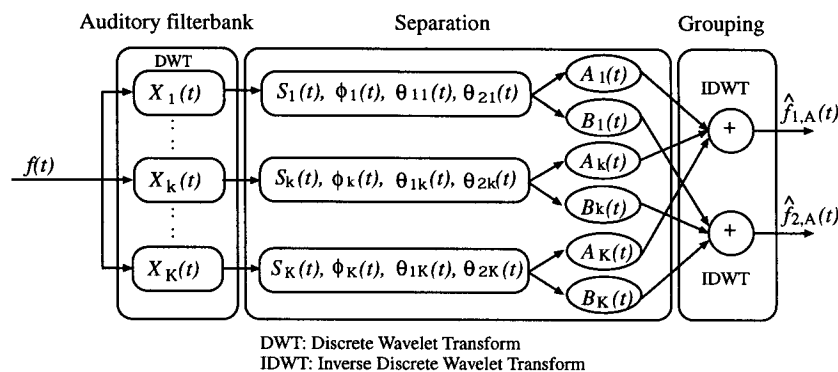 Auditory filterbank
Separation
Grouping
DWT
X1(t)
S1(t), ϕ1(t), θ11(t), θ21(t)
A1(t)
B1(t)
IDWT
+
f̂1,A(t)
f(t)
Xk(t)
Sk(t), ϕk(t), θ1k(t), θ2k(t)
Ak(t)
Bk(t)
+
f̂2,A(t)
IDWT
XK(t)
SK(t), ϕK(t), θ1K(t), θ2K(t)
AK(t)
BK(t)
DWT: Discrete Wavelet Transform
IDWT: Inverse Discrete Wavelet Transform